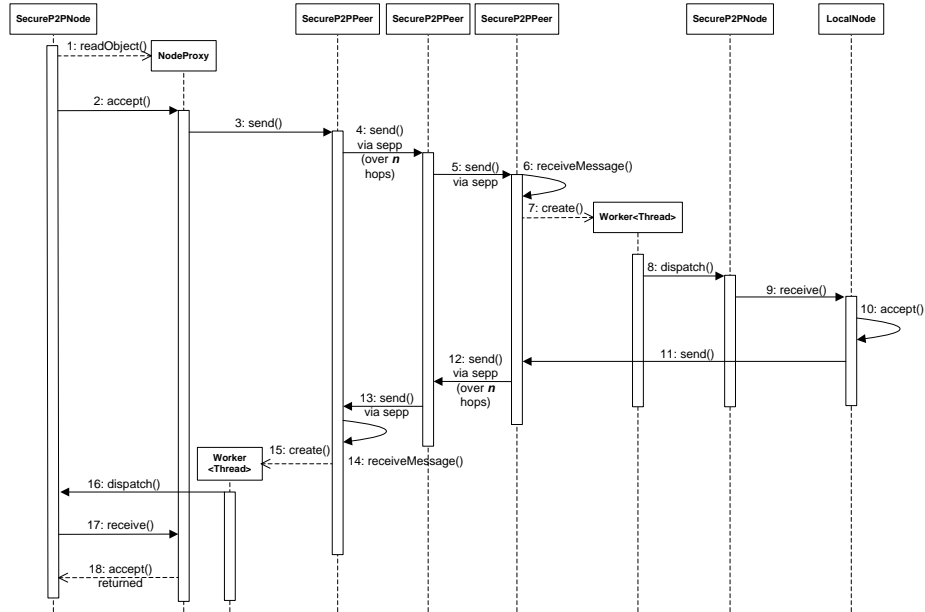 SecureP2PNode
SecureP2PPeer
SecureP2PPeer
SecureP2PPeer
SecureP2PNode
LocalNode
1: readObject()
NodeProxy
2: accept()
3: send()
4: send()
via sepp
(over n
hops)
5: send()
via sepp
6: receiveMessage()
7: create()
Worker<Thread>
8: dispatch()
9: receive()
10: accept()
11: send()
12: send()
via sepp
(over n
hops)
13: send()
via sepp
14: receiveMessage()
15: create()
Worker
<Thread>
16: dispatch()
17: receive()
18: accept()
returned